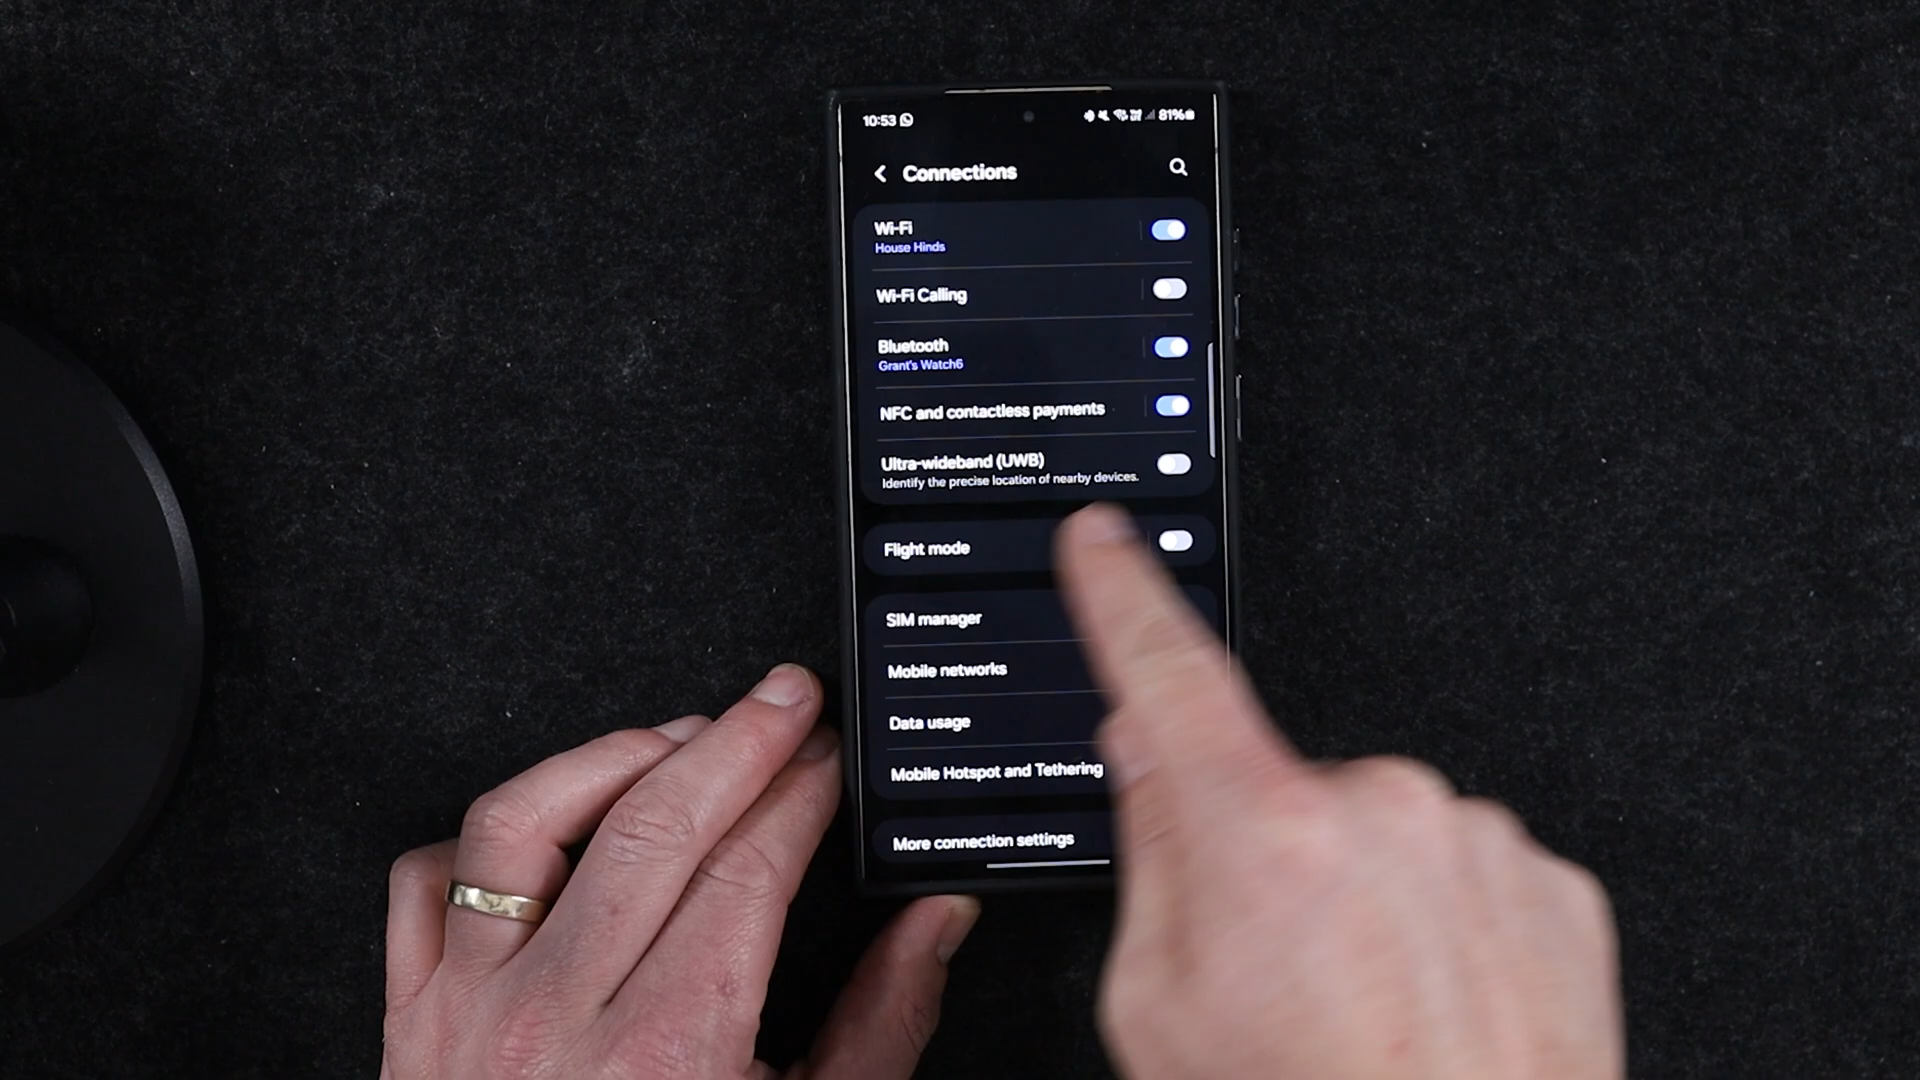 10:53
81%
Connections
Wi-Fi
House Hinds
Wi-Fi Calling
Bluetooth
Grant's Watch6
NFC and contactless payments
Ultra-wideband (UWB)
Identify the precise location of nearby devices.
Flight mode
SIM manager
Mobile networks
Data usage
Mobile Hotspot and Tethering
More connection settings